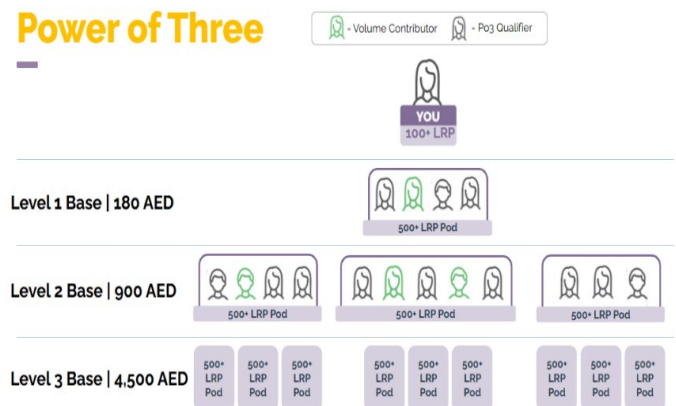 Power of Three
- Volume Contributor - Po3 Qualifier
YOU
100+ LRP
Level 1 Base | 180 AED
500+ LRP Pod
Level 2 Base | 900 AED
500+ LRP Pod 500+ LRP Pod 500+ LRP Pod
Level 3 Base | 4,500 AED
500+ 500+ 500+ 500+ 500+ 500+ 500+ 500+ 500+
LRP LRP LRP LRP LRP LRP LRP LRP LRP
Pod Pod Pod Pod Pod Pod Pod Pod Pod